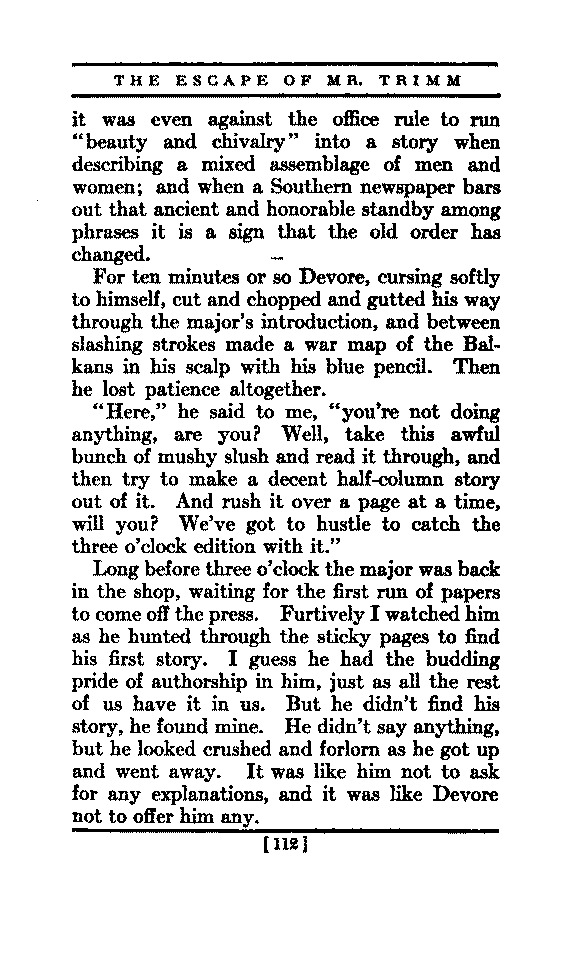 THE ESCAPE OF MR. TRIMM
it was even against the office rule to run
“beauty and chivalry” into a story when
describing a mixed assemblage of men and
women; and when a Southern newspaper bars
out that ancient and honorable standby among
phrases it is a sign that the old order has
changed.
For ten minutes or so Devore, cursing softly
to himself, cut and chopped and gutted his way
through the major’s introduction, and between
slashing strokes made a war map of the Bal-
kans in his scalp with his blue pencil. Then
he lost patience altogether.
“Here,” he said to me, “you’re not doing
anything, are you? Well, take this awful
bunch of mushy slush and read it through, and
then try to make a decent half-column story
out of it. And rush it over a page at a time,
will you? We’ve got to hustle to catch the
three o’clock edition with it.”
Long before three o’clock the major was back
in the shop, waiting for the first run of papers
to come off the press. Furtively I watched him
as he hunted through the sticky pages to find
his first story. I guess he had the budding
pride of authorship in him, just as all the rest
of us have it in us. But he didn’t find his
story, he found mine. He didn’t say anything,
but he looked crushed and forlorn as he got up
and went away. It was like him not to ask
for any explanations, and it was like Devore
not to offer him any.
[112]